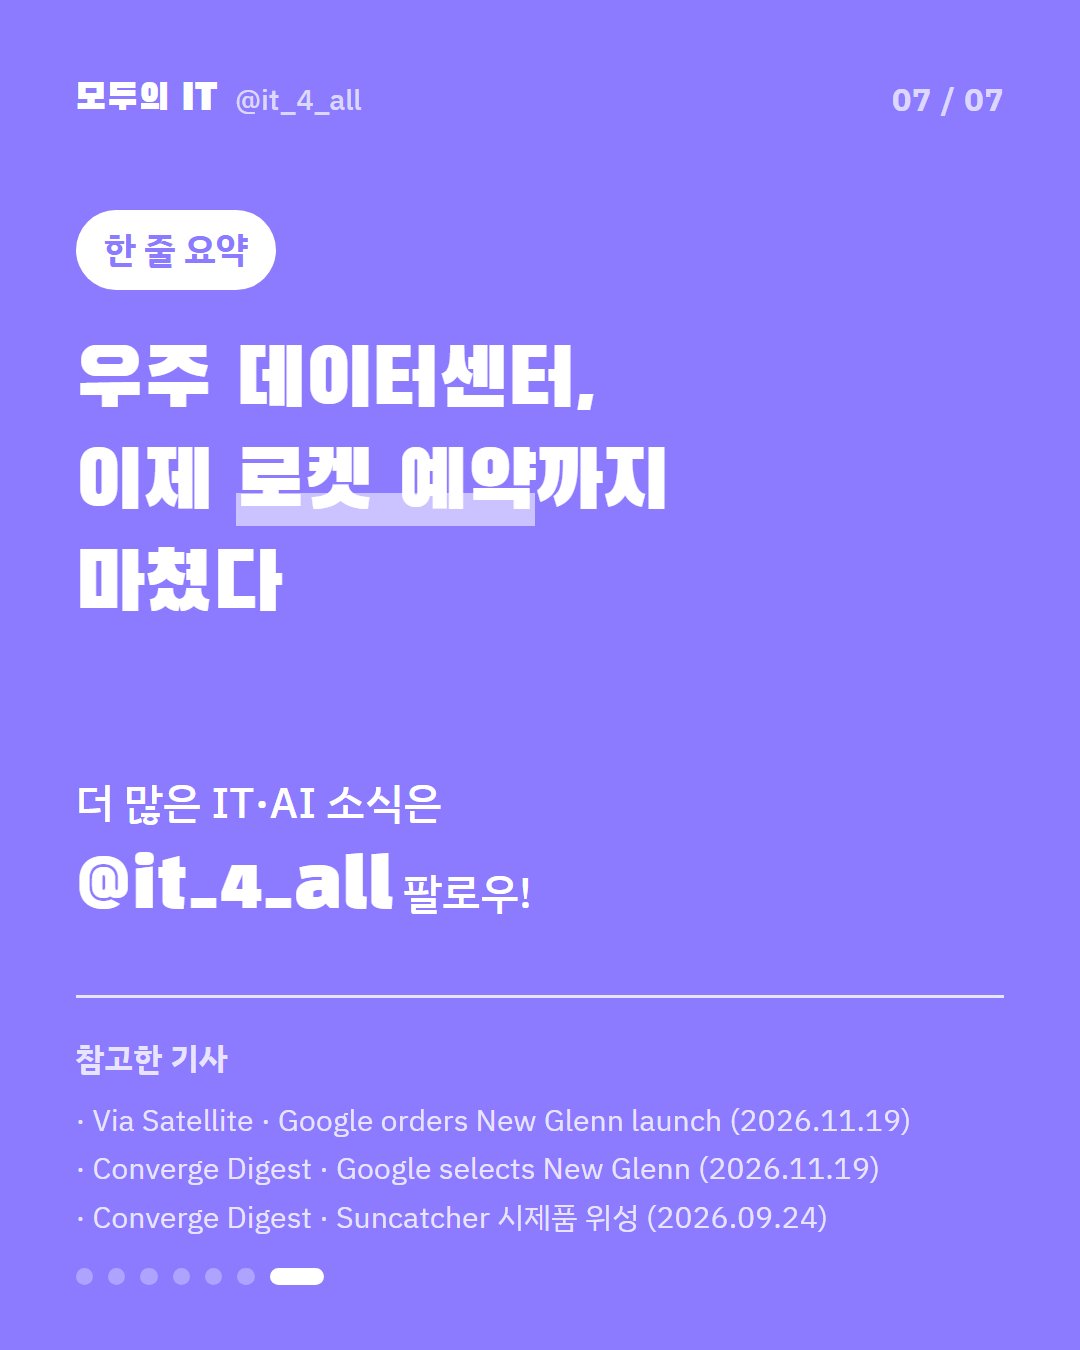 모두의 IT @it_4_all
07 / 07
한 줄 요약
우주 데이터센터,
이제 로켓 예약까지
마쳤다
더 많은 IT·AI 소식은
@it_4_all 팔로우!
참고한 기사
· Via Satellite · Google orders New Glenn launch (2026.11.19)
· Converge Digest · Google selects New Glenn (2026.11.19)
· Converge Digest · Suncatcher 시제품 위성 (2026.09.24)